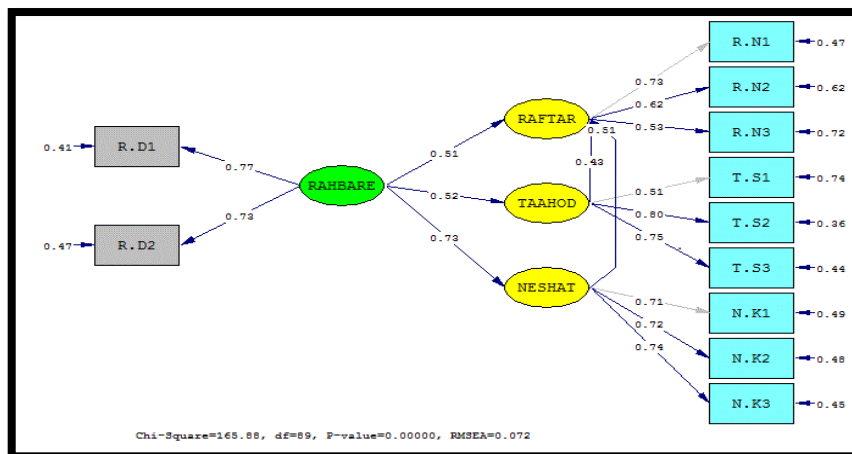 R.N1
0.47
0.73
R.N2
0.62
0.62
RAFTAR
0.51
0.53
R.N3
0.72
0.41
R.D1
0.77
0.51
0.43
0.51
T.S1
0.74
RAHBARE
0.52
TAAHOD
0.80
T.S2
0.36
0.73
0.73
0.75
0.47
R.D2
T.S3
0.44
NESHAT
0.71
N.K1
0.49
0.72
N.K2
0.48
0.74
N.K3
0.45
Chi-Square=165.88, df=89, P-value=0.00000, RMSEA=0.072